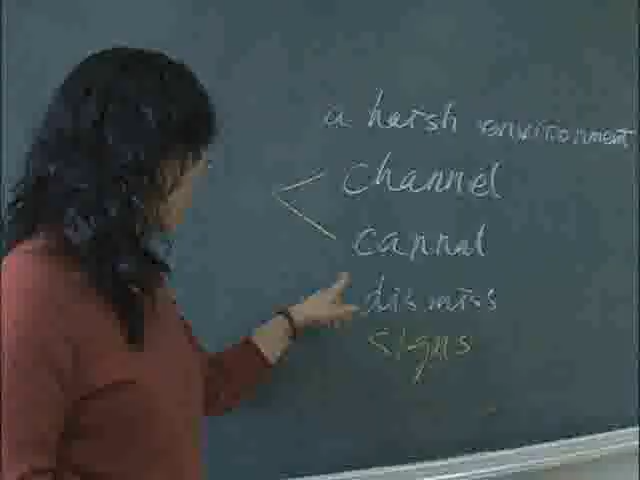 a harsh environment
channel
cannal
dismiss
signs